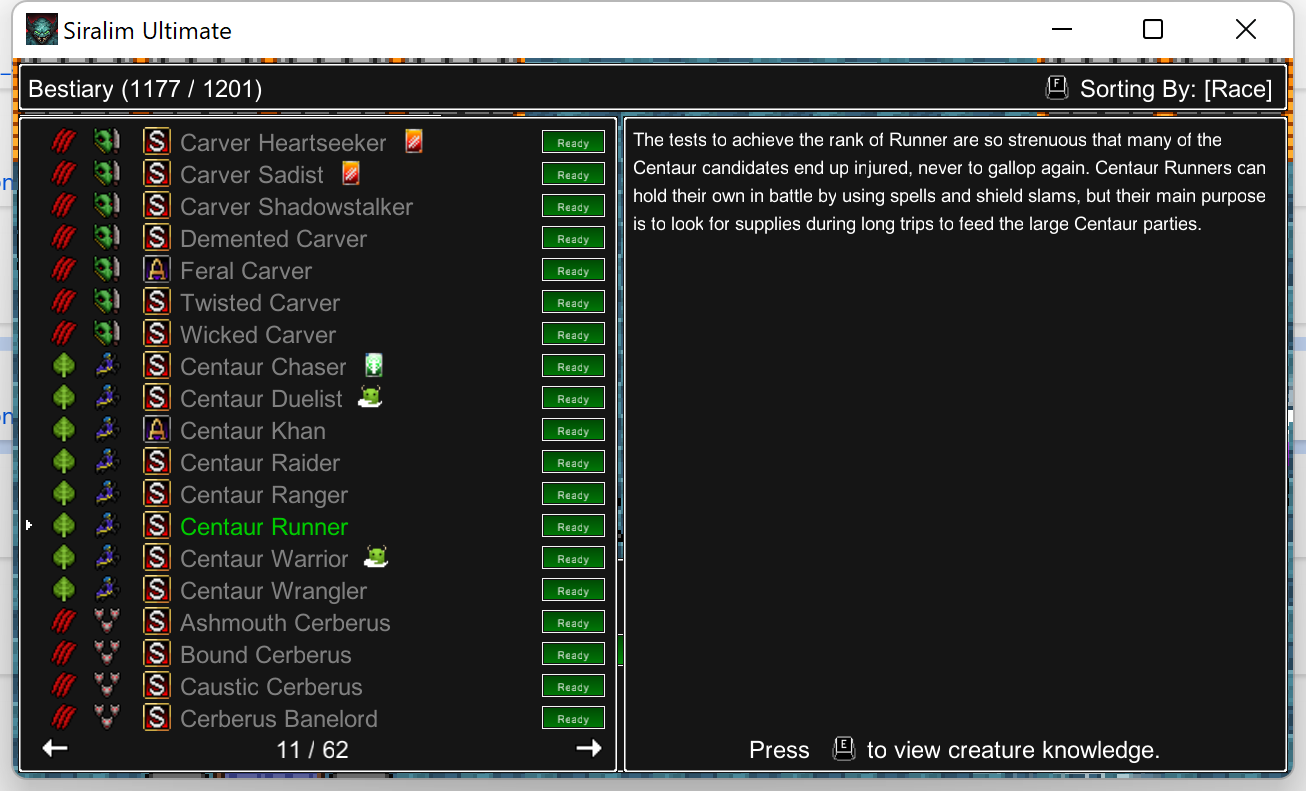 Siralim Ultimate
Bestiary (1177 / 1201)
F Sorting By: [Race]
S Carver Heartseeker Ready
S Carver Sadist Ready
S Carver Shadowstalker Ready
S Demented Carver Ready
A Feral Carver Ready
S Twisted Carver Ready
S Wicked Carver Ready
S Centaur Chaser Ready
S Centaur Duelist Ready
A Centaur Khan Ready
S Centaur Raider Ready
S Centaur Ranger Ready
S Centaur Runner Ready
S Centaur Warrior Ready
S Centaur Wrangler Ready
S Ashmouth Cerberus Ready
S Bound Cerberus Ready
S Caustic Cerberus Ready
S Cerberus Banelord Ready
11 / 62
The tests to achieve the rank of Runner are so strenuous that many of the
Centaur candidates end up injured, never to gallop again. Centaur Runners can
hold their own in battle by using spells and shield slams, but their main purpose
is to look for supplies during long trips to feed the large Centaur parties.
Press E to view creature knowledge.